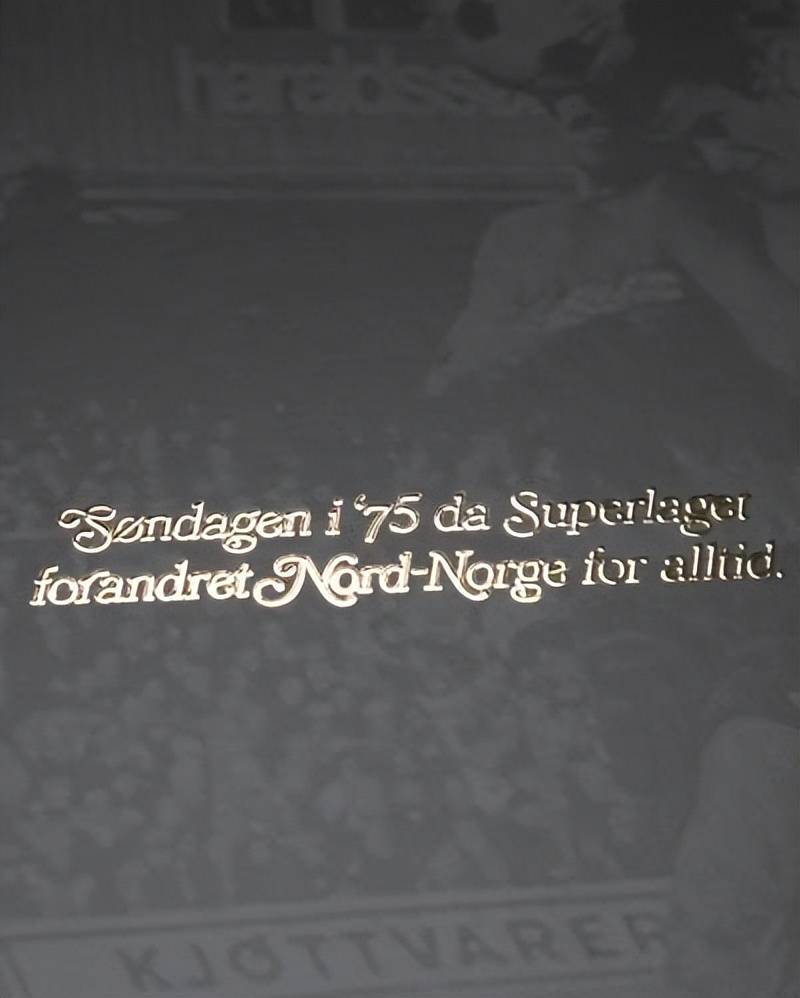 Søndagen i '75 da Superlaget
forandret Nord-Norge for alltid.
KJØTTVARER